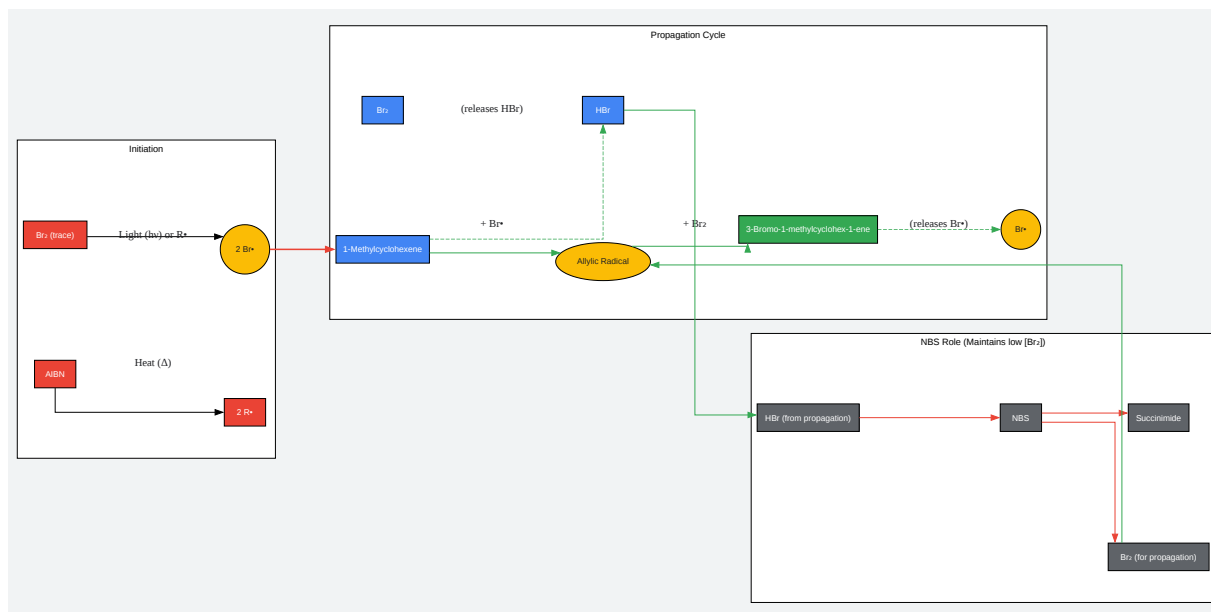 Propagation Cycle
Br₂
(releases HBr)
HBr
+ Br•
+ Br₂
1-Methylcyclohexene
Allylic Radical
3-Bromo-1-methylcyclohex-1-ene
(releases Br•)
Br•
Initiation
Br₂ (trace)
Light (hν) or R•
2 Br•
AIBN
Heat (Δ)
2 R•
NBS Role (Maintains low [Br₂])
HBr (from propagation)
NBS
Succinimide
Br₂ (for propagation)